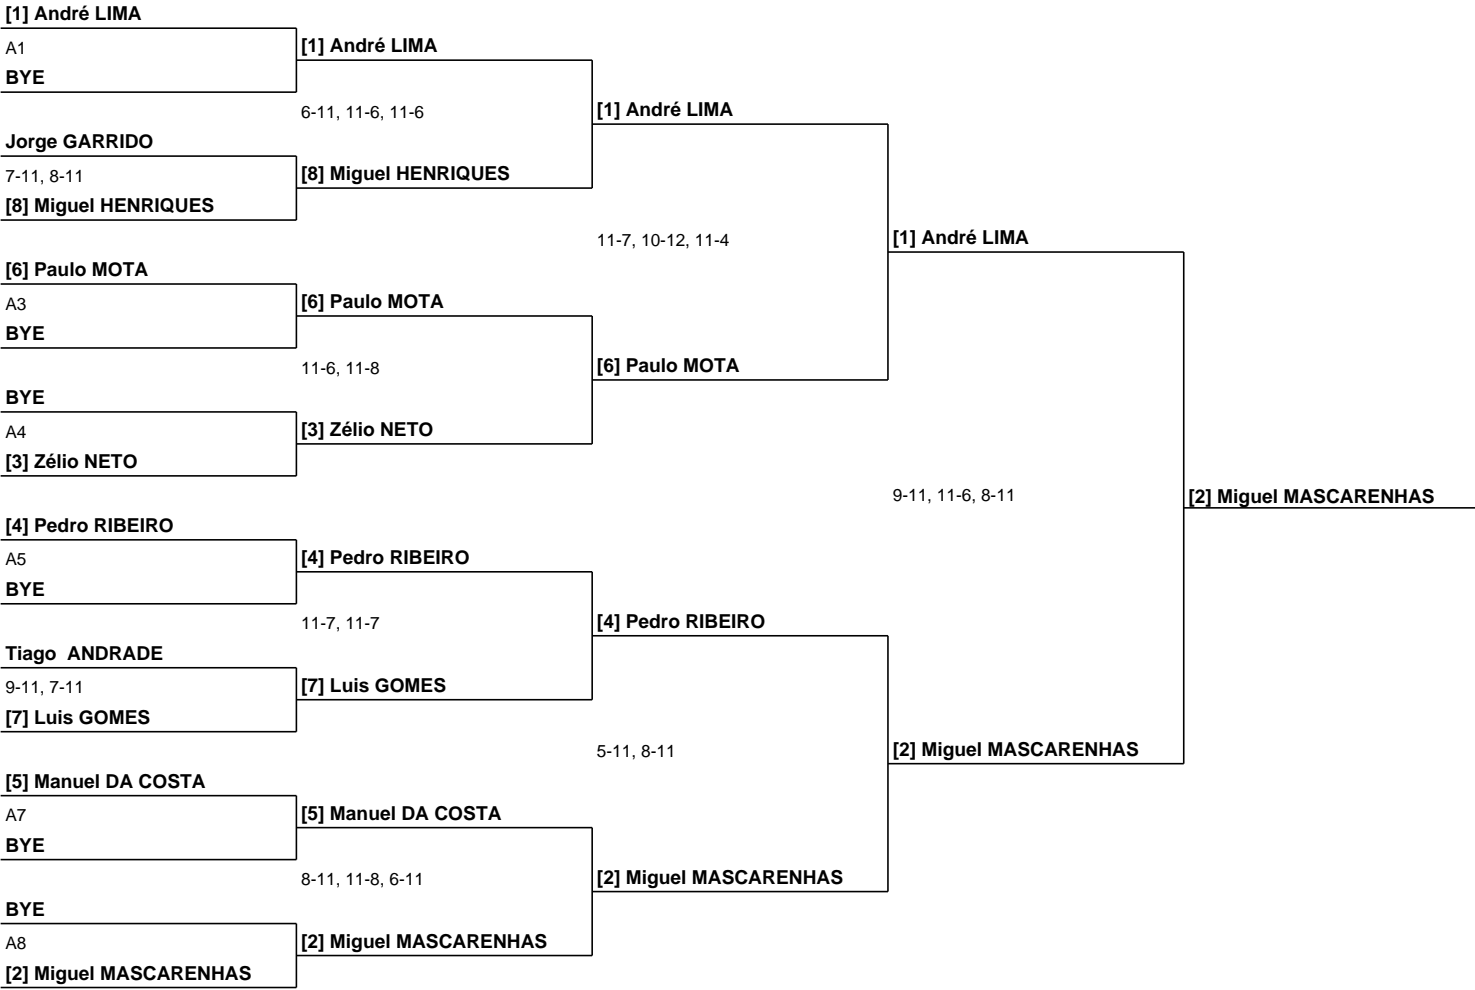 [1] André LIMA
A1
BYE
[1] André LIMA
6-11, 11-6, 11-6
Jorge GARRIDO
7-11, 8-11
[8] Miguel HENRIQUES
[8] Miguel HENRIQUES
[1] André LIMA
11-7, 10-12, 11-4
[6] Paulo MOTA
A3
BYE
[6] Paulo MOTA
11-6, 11-8
BYE
A4
[3] Zélio NETO
[3] Zélio NETO
[6] Paulo MOTA
[1] André LIMA
9-11, 11-6, 8-11
[2] Miguel MASCARENHAS
[4] Pedro RIBEIRO
A5
BYE
[4] Pedro RIBEIRO
11-7, 11-7
Tiago  ANDRADE
9-11, 7-11
[7] Luis GOMES
[7] Luis GOMES
[4] Pedro RIBEIRO
5-11, 8-11
[2] Miguel MASCARENHAS
[5] Manuel DA COSTA
A7
BYE
[5] Manuel DA COSTA
8-11, 11-8, 6-11
BYE
A8
[2] Miguel MASCARENHAS
[2] Miguel MASCARENHAS
[2] Miguel MASCARENHAS